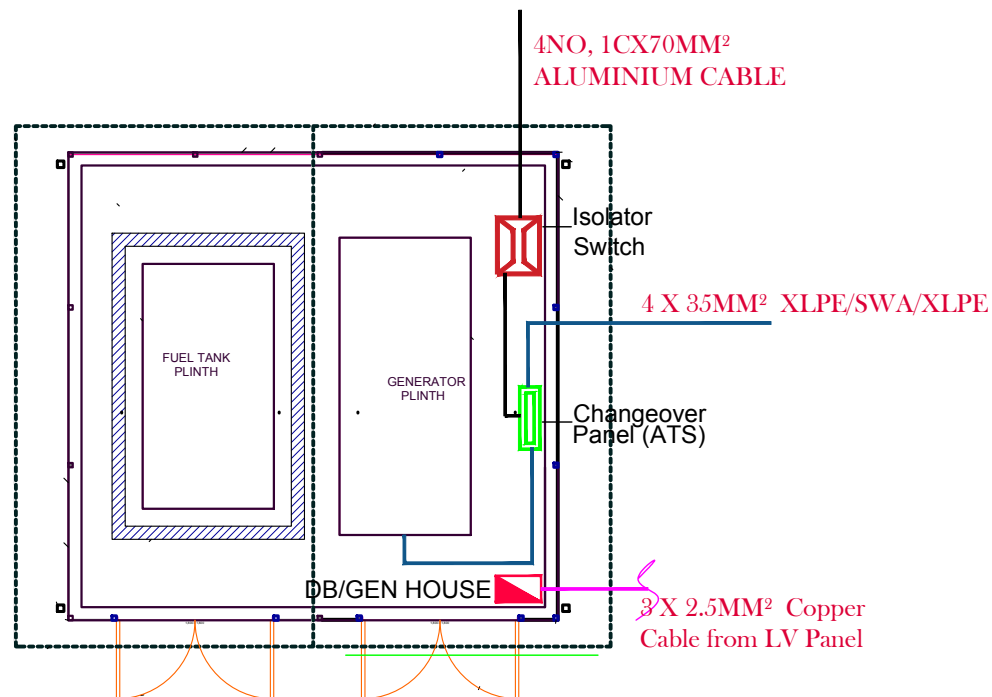 4NO, 1CX70MM²
ALUMINIUM CABLE
Isolator
Switch
4 X 35MM² XLPE/SWA/XLPE
FUEL TANK
PLINTH
GENERATOR
PLINTH
Changeover
Panel (ATS)
DB/GEN HOUSE
3 X 2.5MM² Copper
Cable from LV Panel